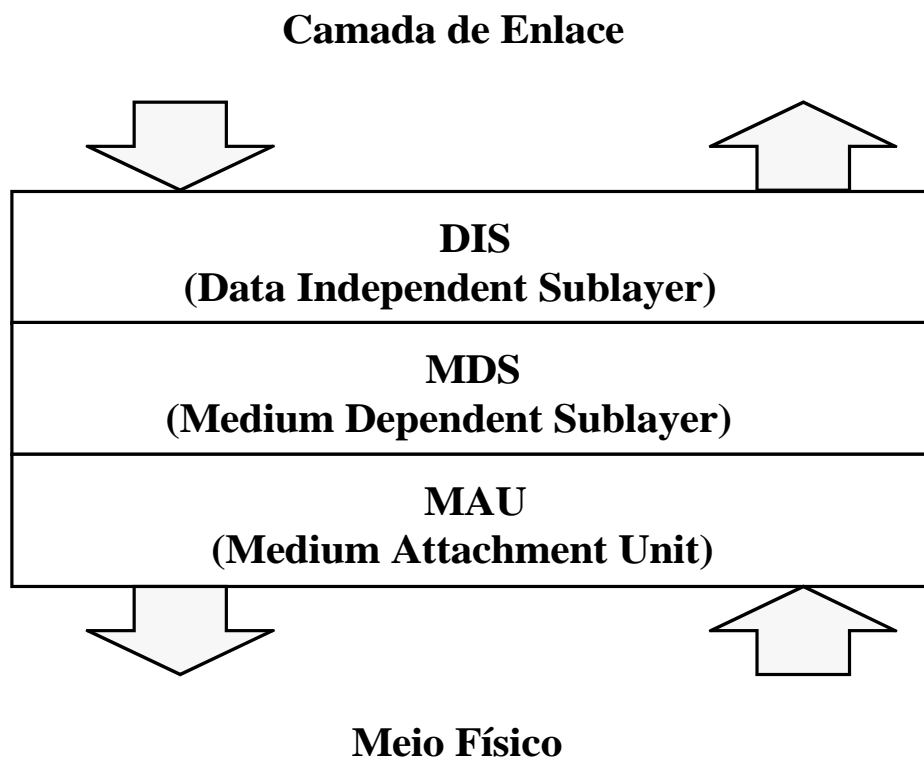 Camada de Enlace
DIS
(Data Independent Sublayer)
MDS
(Medium Dependent Sublayer)
MAU
(Medium Attachment Unit)
Meio Físico